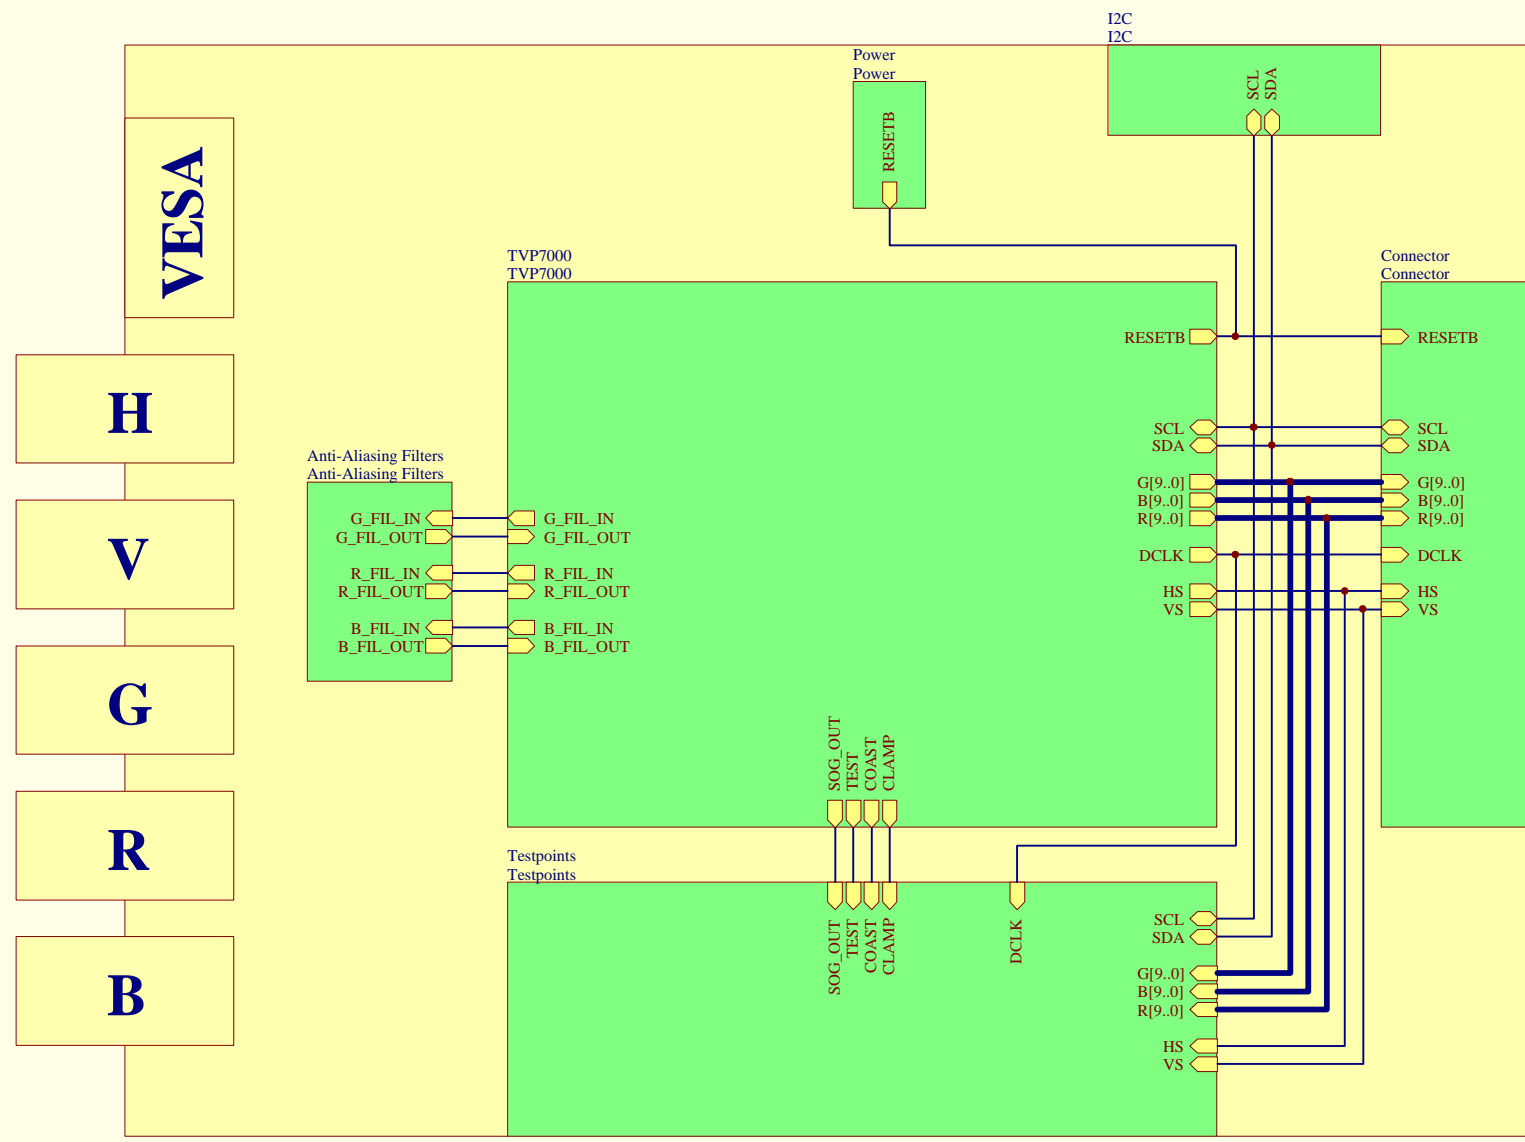 I2C
I2C
Power
Power
SCL
SDA
RESETB
VESA
TVP7000
TVP7000
Connector
Connector
RESETB
RESETB
H
SCL
SCL
SDA
SDA
Anti-Aliasing Filters
Anti-Aliasing Filters
G[9..0]
G[9..0]
B[9..0]
B[9..0]
R[9..0]
R[9..0]
G_FIL_IN
G_FIL_IN
G_FIL_OUT
G_FIL_OUT
V
DCLK
DCLK
R_FIL_IN
R_FIL_IN
R_FIL_OUT
R_FIL_OUT
HS
HS
VS
VS
B_FIL_IN
B_FIL_IN
B_FIL_OUT
B_FIL_OUT
G
SOG_OUT
TEST
COAST
CLAMP
R
Testpoints
Testpoints
SOG_OUT
TEST
COAST
CLAMP
DCLK
SCL
SDA
G[9..0]
B[9..0]
R[9..0]
B
HS
VS